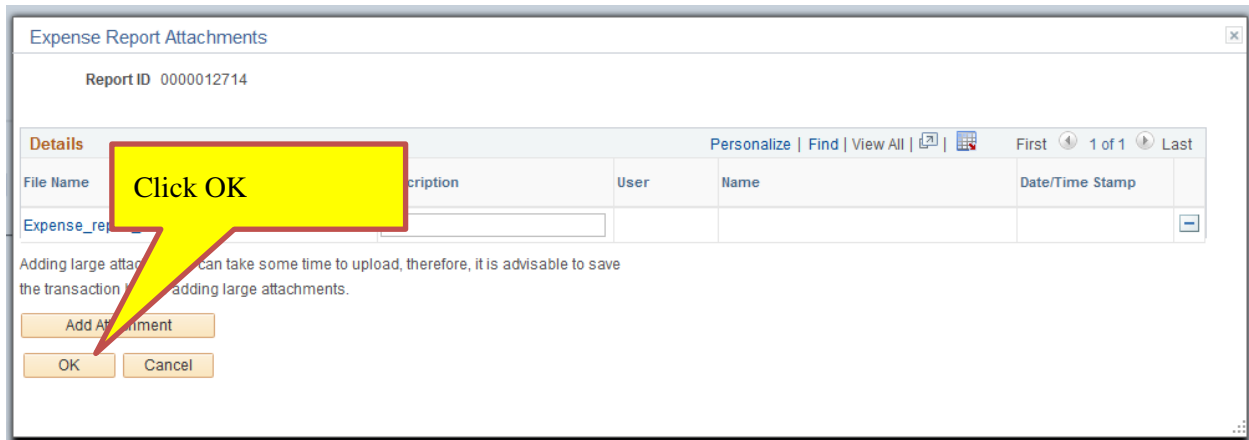 Expense Report Attachments
Report ID 0000012714
Details Personalize | Find | View All | | First 1 of 1 Last
File Name cription User Name Date/Time Stamp
Click OK
Expense_rep
Adding large attac can take some time to upload, therefore, it is advisable to save
the transaction adding large attachments.
Add At nment
OK Cancel